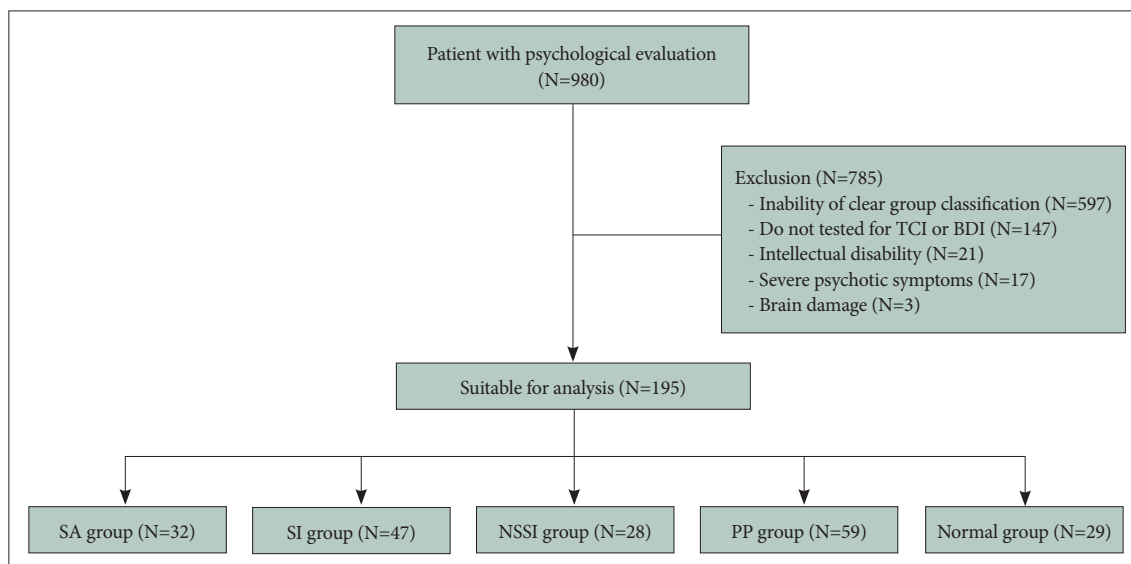 Patient with psychological evaluation
(N=980)
Exclusion (N=785)
- Inability of clear group classification (N=597)
- Do not tested for TCI or BDI (N=147)
- Intellectual disability (N=21)
- Severe psychotic symptoms (N=17)
- Brain damage (N=3)
Suitable for analysis (N=195)
SA group (N=32)
SI group (N=47)
NSSI group (N=28)
PP group (N=59)
Normal group (N=29)